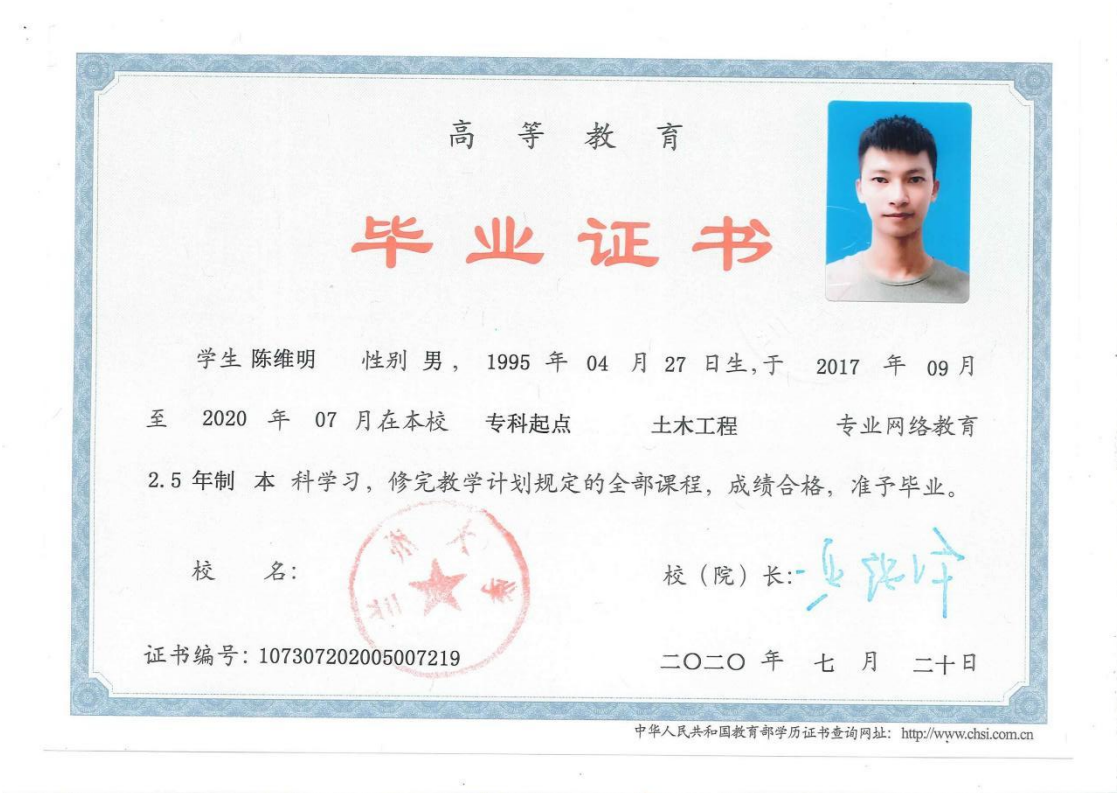 高等教育
毕业证书
学生 陈维明 性别 男, 1995 年 04 月 27 日生,于 2017 年 09月
至 2020 年 07 月在本校 专科起点 土木工程 专业网络教育
2.5 年制 本 科学习, 修完教学计划规定的全部课程, 成绩合格, 准予毕业。
校 名:
校 (院) 长:
证书编号: 107307202005007219
二〇二〇 年 七 月 二十日
中华人民共和国教育部学历证书查询网址: http://www.chsi.com.cn